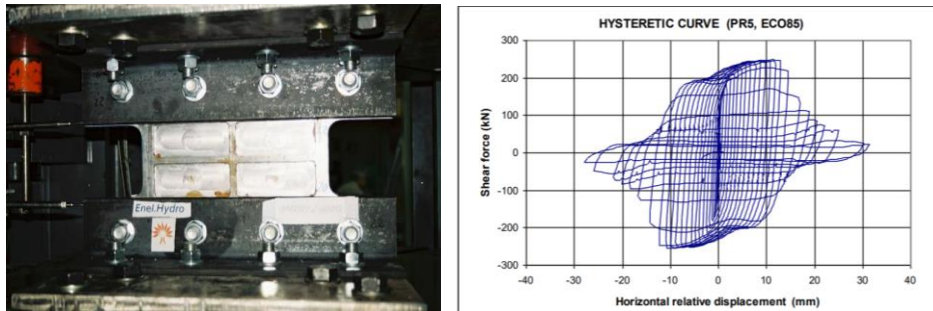 Enel.Hydro
HYSTERETIC CURVE (PR5, ECO85)
Shear force (kN)
300
200
100
0
-100
-200
-300
-40 -30 -20 -10 0 10 20 30 40
Horizontal relative displacement (mm)